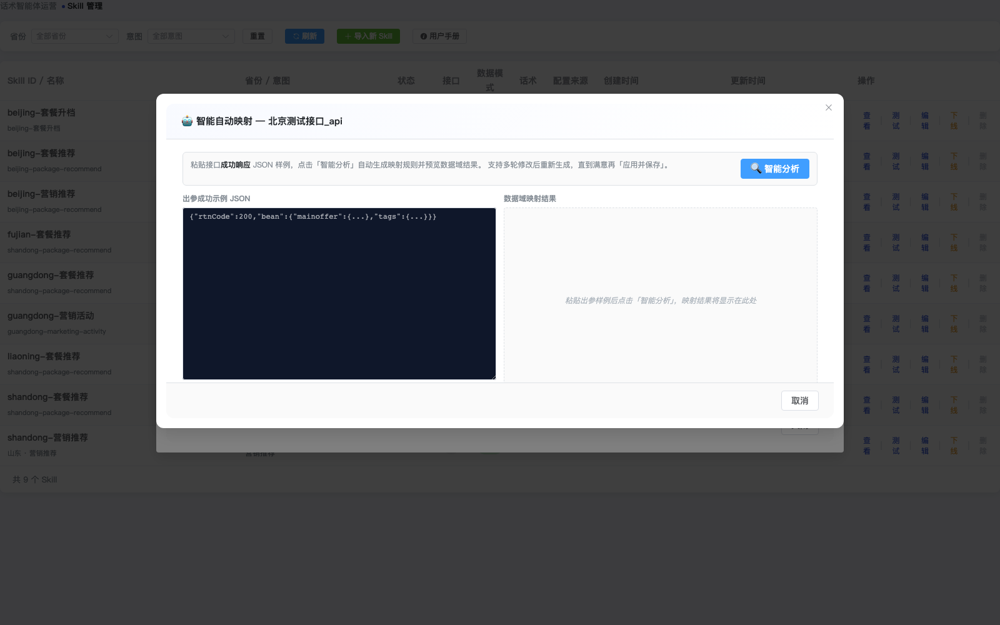 话术智能体运营 • Skill 管理
省份 全部省份 意图 全部意图 重置 刷新 + 导入新 Skill 用户手册
Skill ID / 名称 省份 / 意图 状态 接口 数据模式 话术 配置来源 创建时间 更新时间 操作
🤖 智能自动映射 — 北京测试接口_api
粘贴接口成功响应 JSON 样例，点击「智能分析」自动生成映射规则并预览数据域结果。 支持多轮修改后重新生成，直到满意再「应用并保存」。
🔍 智能分析
出参成功示例 JSON
数据域映射结果
{"rtnCode":200,"bean":{"mainoffer":{...},"tags":{...}}}
粘贴出参样例后点击「智能分析」，映射结果将显示在此处
取消
beijing-套餐升档
beijing-套餐升档
查看 测试 编辑 下线 删除
beijing-套餐推荐
beijing-package-recommend
查看 测试 编辑 下线 删除
beijing-营销推荐
beijing-package-recommend
查看 测试 编辑 下线 删除
fujian-套餐推荐
shandong-package-recommend
查看 测试 编辑 下线 删除
guangdong-套餐推荐
shandong-package-recommend
查看 测试 编辑 下线 删除
guangdong-营销活动
guangdong-marketing-activity
查看 测试 编辑 下线 删除
liaoning-套餐推荐
shandong-package-recommend
查看 测试 编辑 下线 删除
shandong-套餐推荐
shandong-package-recommend
查看 测试 编辑 下线 删除
shandong-营销推荐
山东 · 营销推荐 营销推荐
查看 测试 编辑 下线 删除
共 9 个 Skill